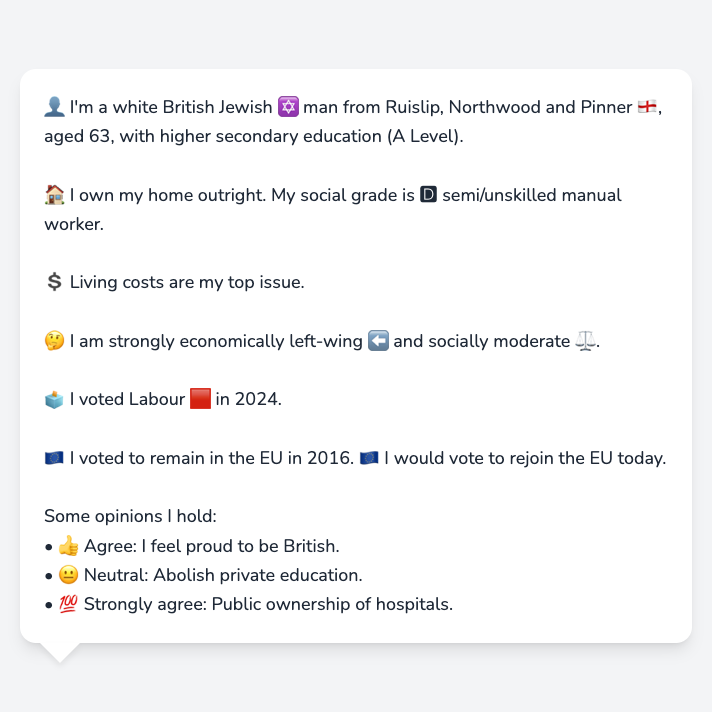 👤 I'm a white British Jewish ✡️ man from Ruislip, Northwood and Pinner 🏴󠁧󠁢󠁥󠁮󠁧󠁿,
aged 63, with higher secondary education (A Level).
🏠 I own my home outright. My social grade is 🅳 semi/unskilled manual
worker.
💲 Living costs are my top issue.
🤔 I am strongly economically left-wing ⬅️ and socially moderate ⚖️.
🗳️ I voted Labour 🟥 in 2024.
🇪🇺 I voted to remain in the EU in 2016. 🇪🇺 I would vote to rejoin the EU today.
Some opinions I hold:
• 👍 Agree: I feel proud to be British.
• 😐 Neutral: Abolish private education.
• 💯 Strongly agree: Public ownership of hospitals.